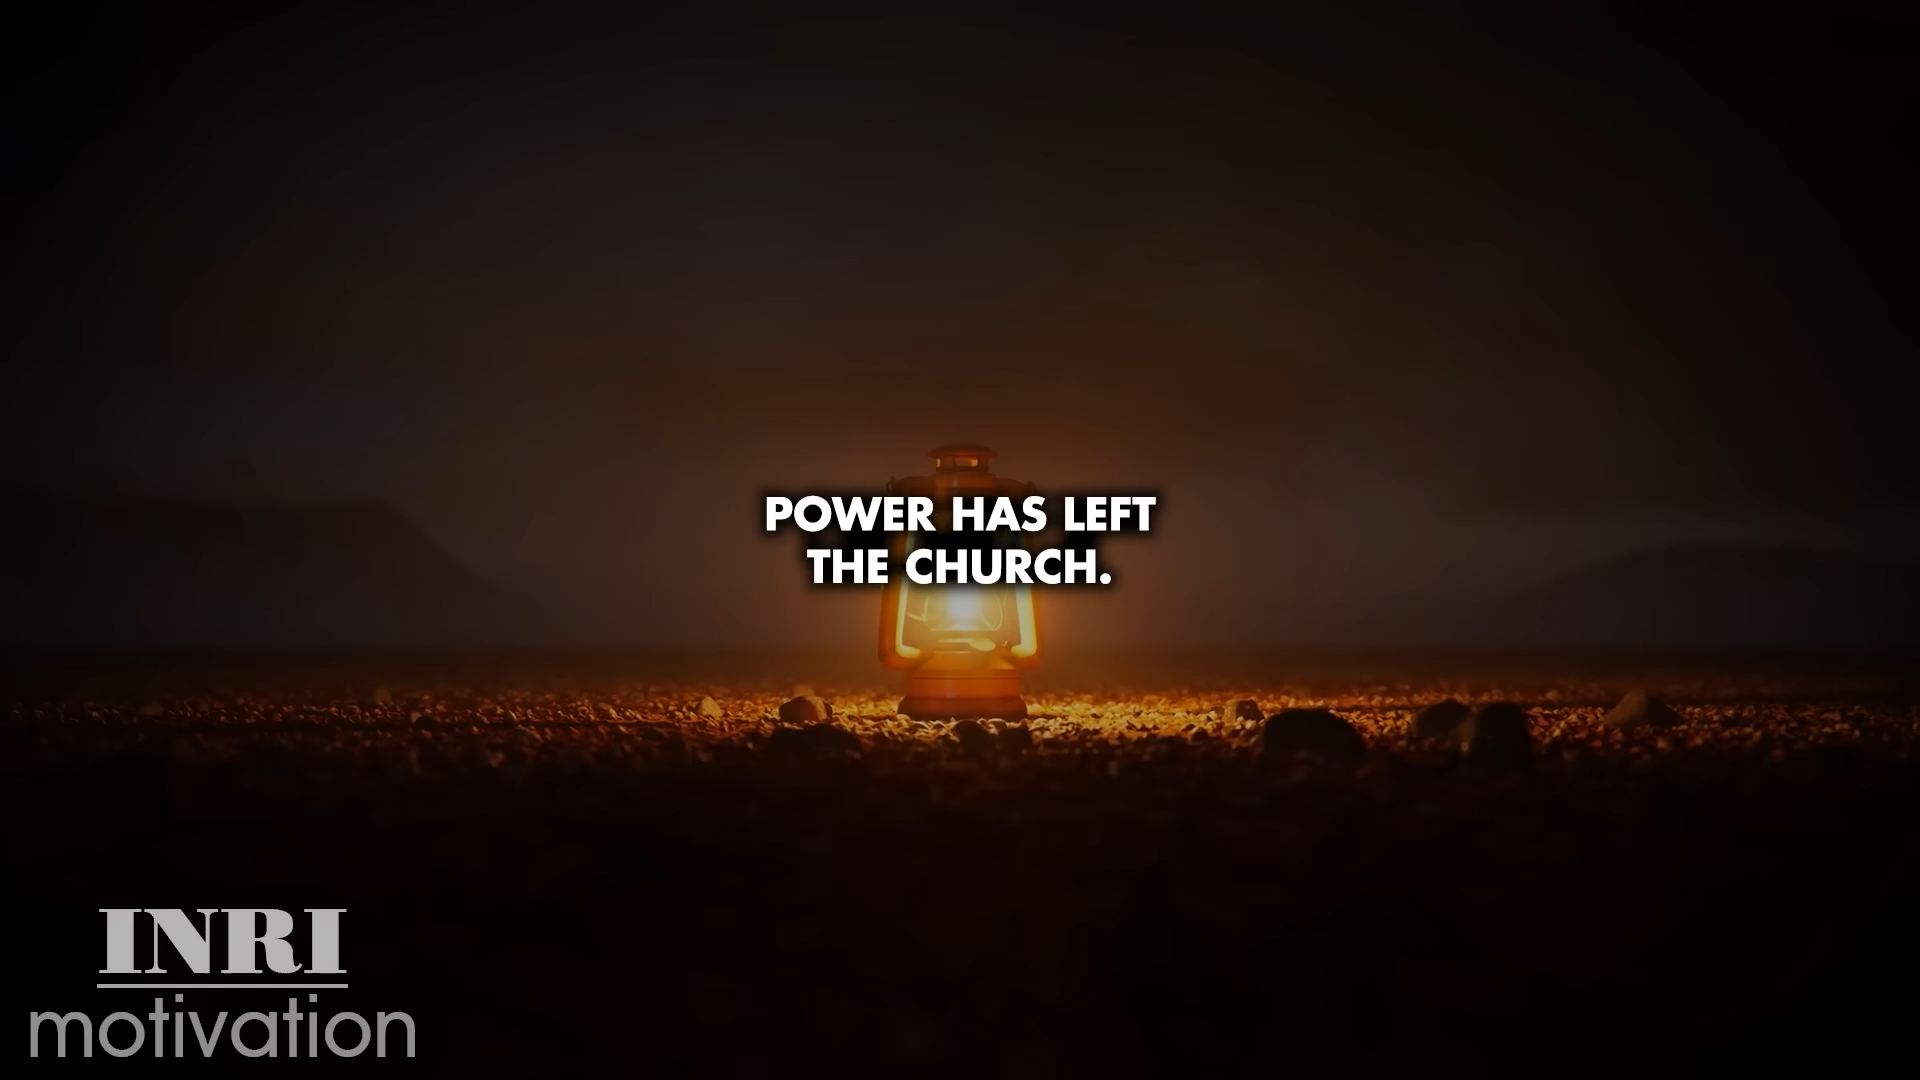 POWER HAS LEFT
THE CHURCH.
INRI
motivation